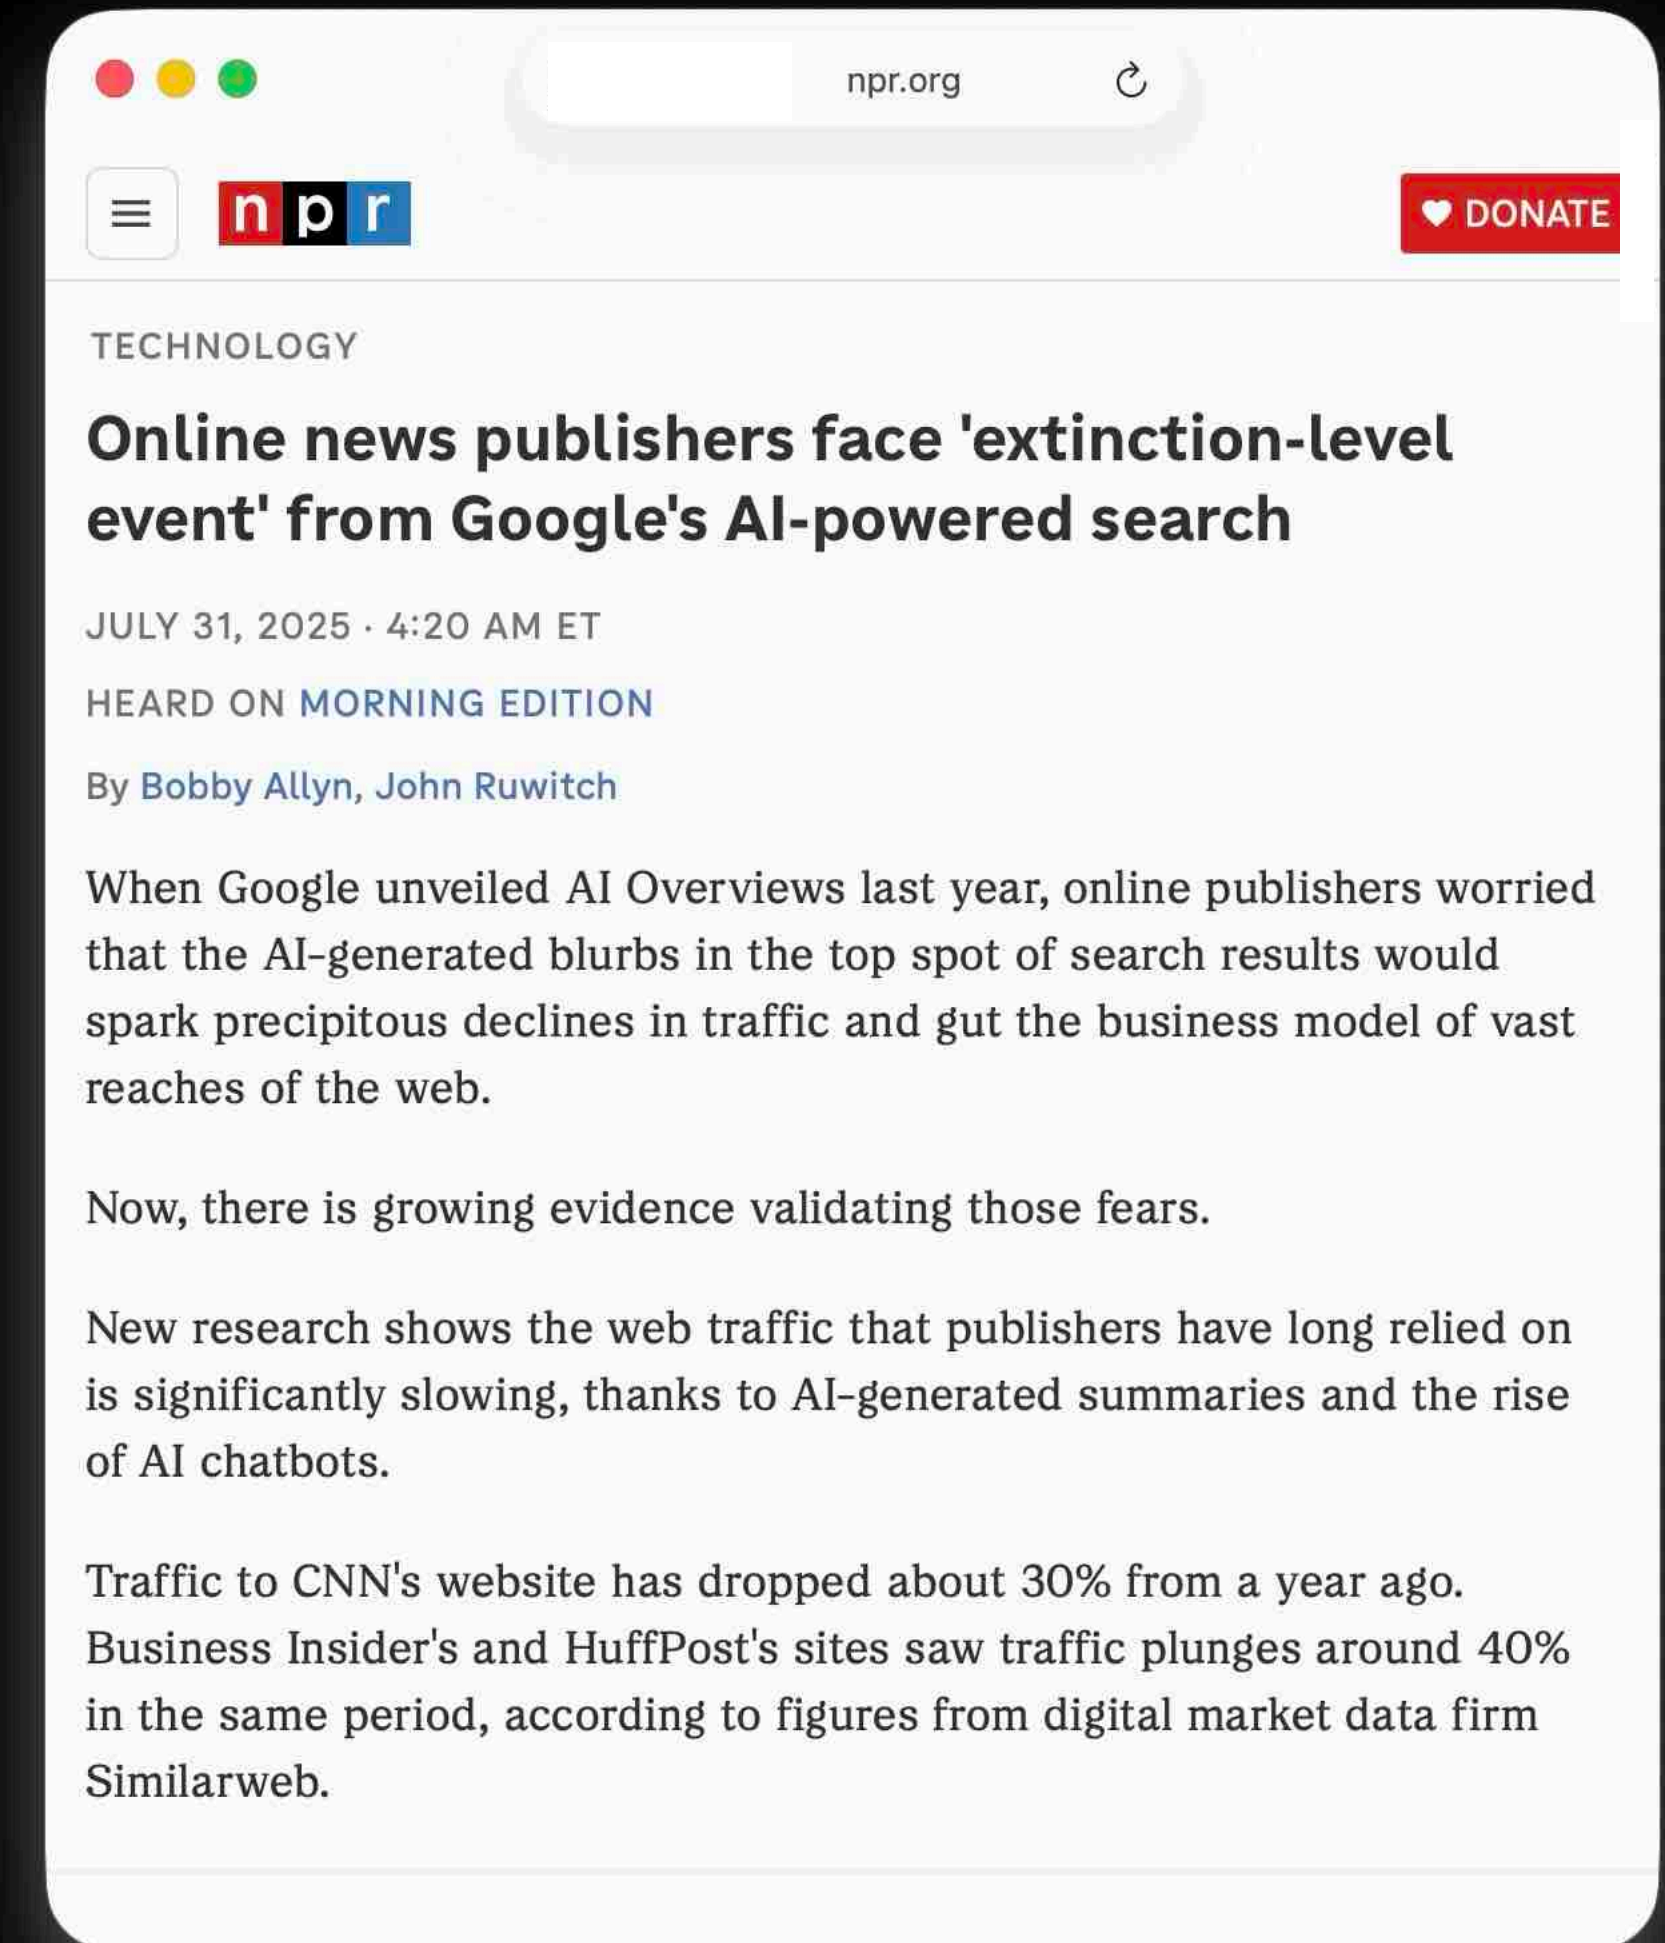 npr.org
npr
DONATE
TECHNOLOGY
Online news publishers face 'extinction-level
event' from Google's AI-powered search
JULY 31, 2025 · 4:20 AM ET
HEARD ON MORNING EDITION
By Bobby Allyn, John Ruwitch
When Google unveiled AI Overviews last year, online publishers worried
that the AI-generated blurbs in the top spot of search results would
spark precipitous declines in traffic and gut the business model of vast
reaches of the web.
Now, there is growing evidence validating those fears.
New research shows the web traffic that publishers have long relied on
is significantly slowing, thanks to AI-generated summaries and the rise
of AI chatbots.
Traffic to CNN's website has dropped about 30% from a year ago.
Business Insider's and HuffPost's sites saw traffic plunges around 40%
in the same period, according to figures from digital market data firm
Similarweb.